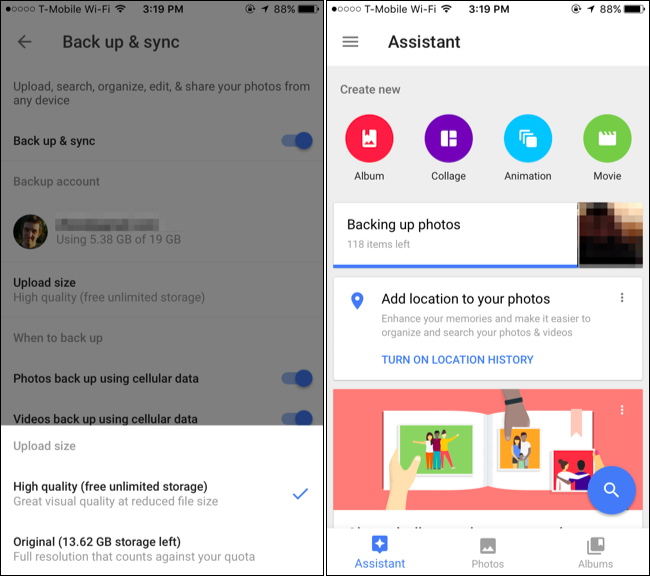 T-Mobile Wi-Fi 3:19 PM 88%
Back up & sync
Upload, search, organize, edit, & share your photos from
any device
Back up & sync
Backup account
Using 5.38 GB of 19 GB
Upload size
High quality (free unlimited storage)
When to back up
Photos back up using cellular data
Videos back up using cellular data
Upload size
High quality (free unlimited storage)
Great visual quality at reduced file size
Original (13.62 GB storage left)
Full resolution that counts against your quota
T-Mobile Wi-Fi 3:19 PM 88%
Assistant
Create new
Album Collage Animation Movie
Backing up photos
118 items left
Add location to your photos
Enhance your memories and make it easier to
organize and search your photos & videos
TURN ON LOCATION HISTORY
Assistant Photos Albums